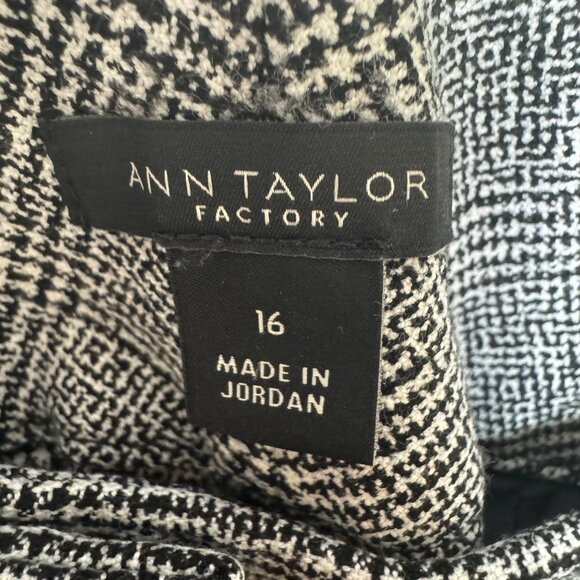 ANN TAYLOR
FACTORY
16
MADE IN
JORDAN